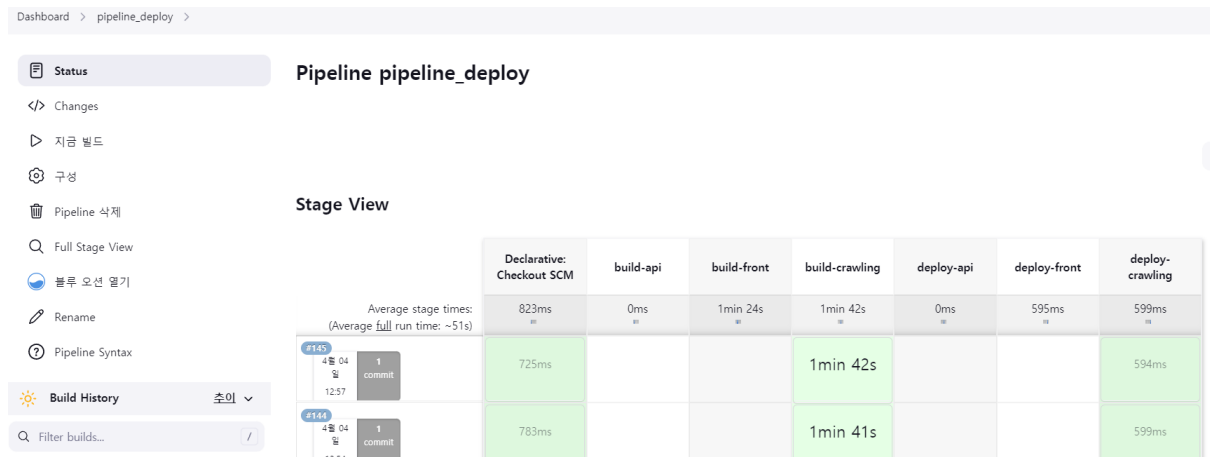 Dashboard > pipeline_deploy >
Status
Changes
지금 빌드
구성
Pipeline 삭제
Full Stage View
블루 오션 열기
Rename
Pipeline Syntax
Build History 추이
Filter builds... /
Pipeline pipeline_deploy
Stage View
Declarative: Checkout SCM
build-api
build-front
build-crawling
deploy-api
deploy-front
deploy-crawling
Average stage times:
(Average full run time: ~51s)
823ms
0ms
1min 24s
1min 42s
0ms
595ms
599ms
#145
4월 04
일
12:57
1
commit
725ms
1min 42s
594ms
#144
4월 04
일
1
commit
783ms
1min 41s
599ms